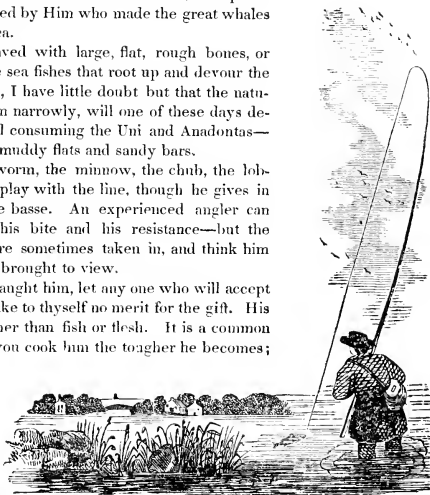 ed by Him who made the great whales
ea.
ved with large, flat, rough bones, or
e sea fishes that root up and devour the
, I have little doubt but that the natu-
n narrowly, will one of these days de-
l consuming the Uni and Anadontas—
muddy flats and sandy bars.
worm, the minnow, the chub, the lob-
play with the line, though he gives in
e basse. An experienced angler can
his bite and his resistance—but the
re sometimes taken in, and think him
brought to view.
aught him, let any one who will accept
ke to thyself no merit for the gift. His
her than fish or flesh. It is a common
you cook him the tougher he becomes;